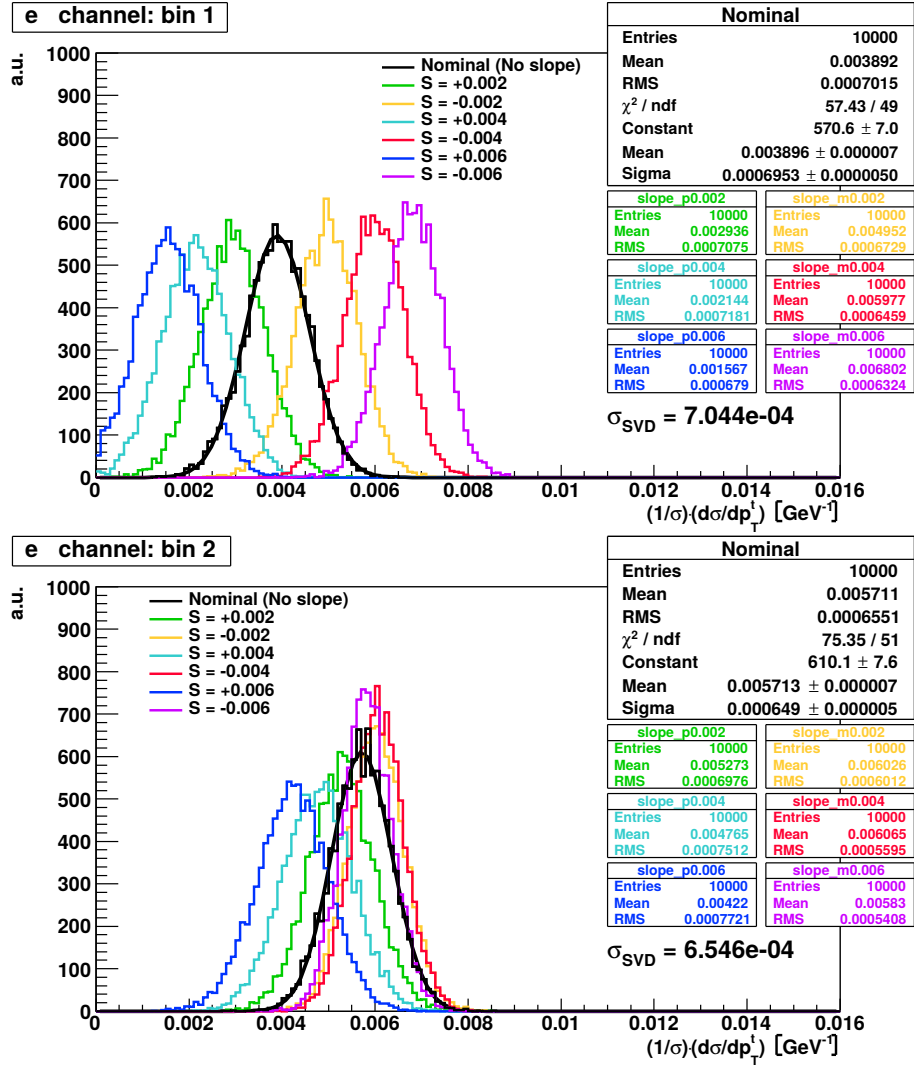 e channel: bin 1
a.u.
1000
900
800
700
600
500
400
300
200
100
0
Nominal (No slope)
S = +0.002
S = -0.002
S = +0.004
S = -0.004
S = +0.006
S = -0.006
0 0.002 0.004 0.006 0.008 0.01 0.012 0.014 0.016
(1/σ)·(dσ/dp_T^t) [GeV⁻¹]
Nominal
Entries 10000
Mean 0.003892
RMS 0.0007015
χ² / ndf 57.43 / 49
Constant 570.6 ± 7.0
Mean 0.003896 ± 0.000007
Sigma 0.0006953 ± 0.0000050
slope_p0.002
Entries 10000
Mean 0.002936
RMS 0.0007075
slope_m0.002
Entries 10000
Mean 0.004952
RMS 0.0006729
slope_p0.004
Entries 10000
Mean 0.002144
RMS 0.0007181
slope_m0.004
Entries 10000
Mean 0.005977
RMS 0.0006459
slope_p0.006
Entries 10000
Mean 0.001567
RMS 0.000679
slope_m0.006
Entries 10000
Mean 0.006802
RMS 0.0006324
σ_SVD = 7.044e-04
e channel: bin 2
a.u.
1000
900
800
700
600
500
400
300
200
100
0
Nominal (No slope)
S = +0.002
S = -0.002
S = +0.004
S = -0.004
S = +0.006
S = -0.006
0 0.002 0.004 0.006 0.008 0.01 0.012 0.014 0.016
(1/σ)·(dσ/dp_T^t) [GeV⁻¹]
Nominal
Entries 10000
Mean 0.005711
RMS 0.0006551
χ² / ndf 75.35 / 51
Constant 610.1 ± 7.6
Mean 0.005713 ± 0.000007
Sigma 0.000649 ± 0.000005
slope_p0.002
Entries 10000
Mean 0.005273
RMS 0.0006976
slope_m0.002
Entries 10000
Mean 0.006026
RMS 0.0006012
slope_p0.004
Entries 10000
Mean 0.004765
RMS 0.0007512
slope_m0.004
Entries 10000
Mean 0.006065
RMS 0.0005595
slope_p0.006
Entries 10000
Mean 0.00422
RMS 0.0007721
slope_m0.006
Entries 10000
Mean 0.00583
RMS 0.0005408
σ_SVD = 6.546e-04